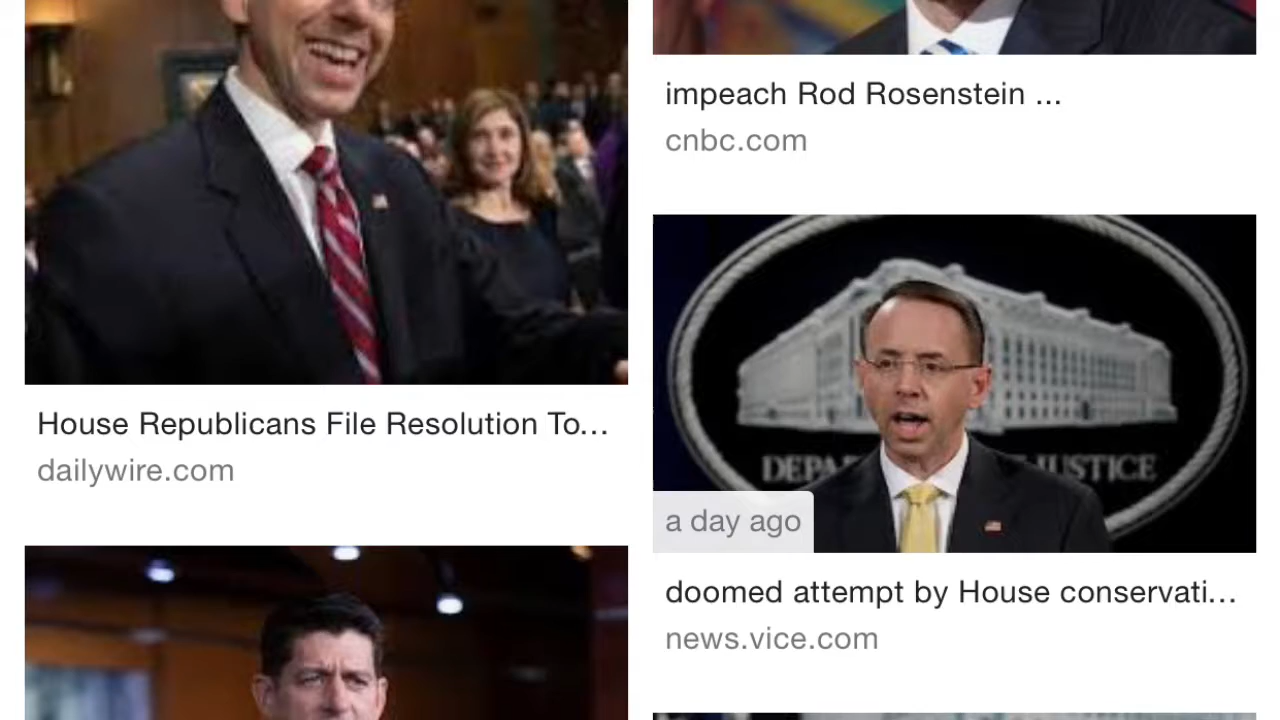 impeach Rod Rosenstein ...
cnbc.com
House Republicans File Resolution To...
dailywire.com
a day ago
doomed attempt by House conservati...
news.vice.com